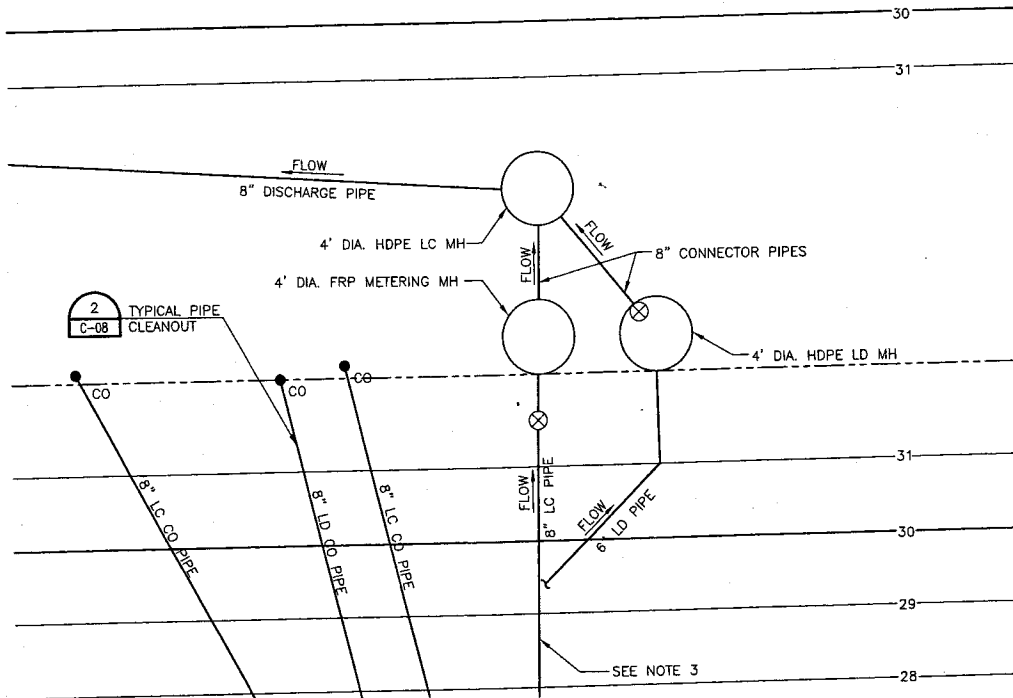 30
31
FLOW
8" DISCHARGE PIPE
4' DIA. HDPE LC MH
FLOW
FLOW
8" CONNECTOR PIPES
4' DIA. FRP METERING MH
2
C-08
TYPICAL PIPE
CLEANOUT
4' DIA. HDPE LD MH
CO
CO
CO
31
8" LC CO PIPE
8" LD CO PIPE
8" LC CO PIPE
FLOW
8" LC PIPE
FLOW
6" LD PIPE
30
29
SEE NOTE 3
28